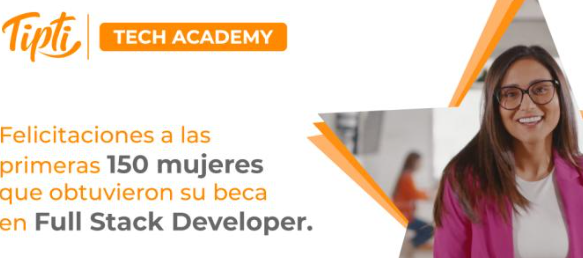 Tipti
TECH ACADEMY
Felicitaciones a las
primeras 150 mujeres
que obtuvieron su beca
en Full Stack Developer.